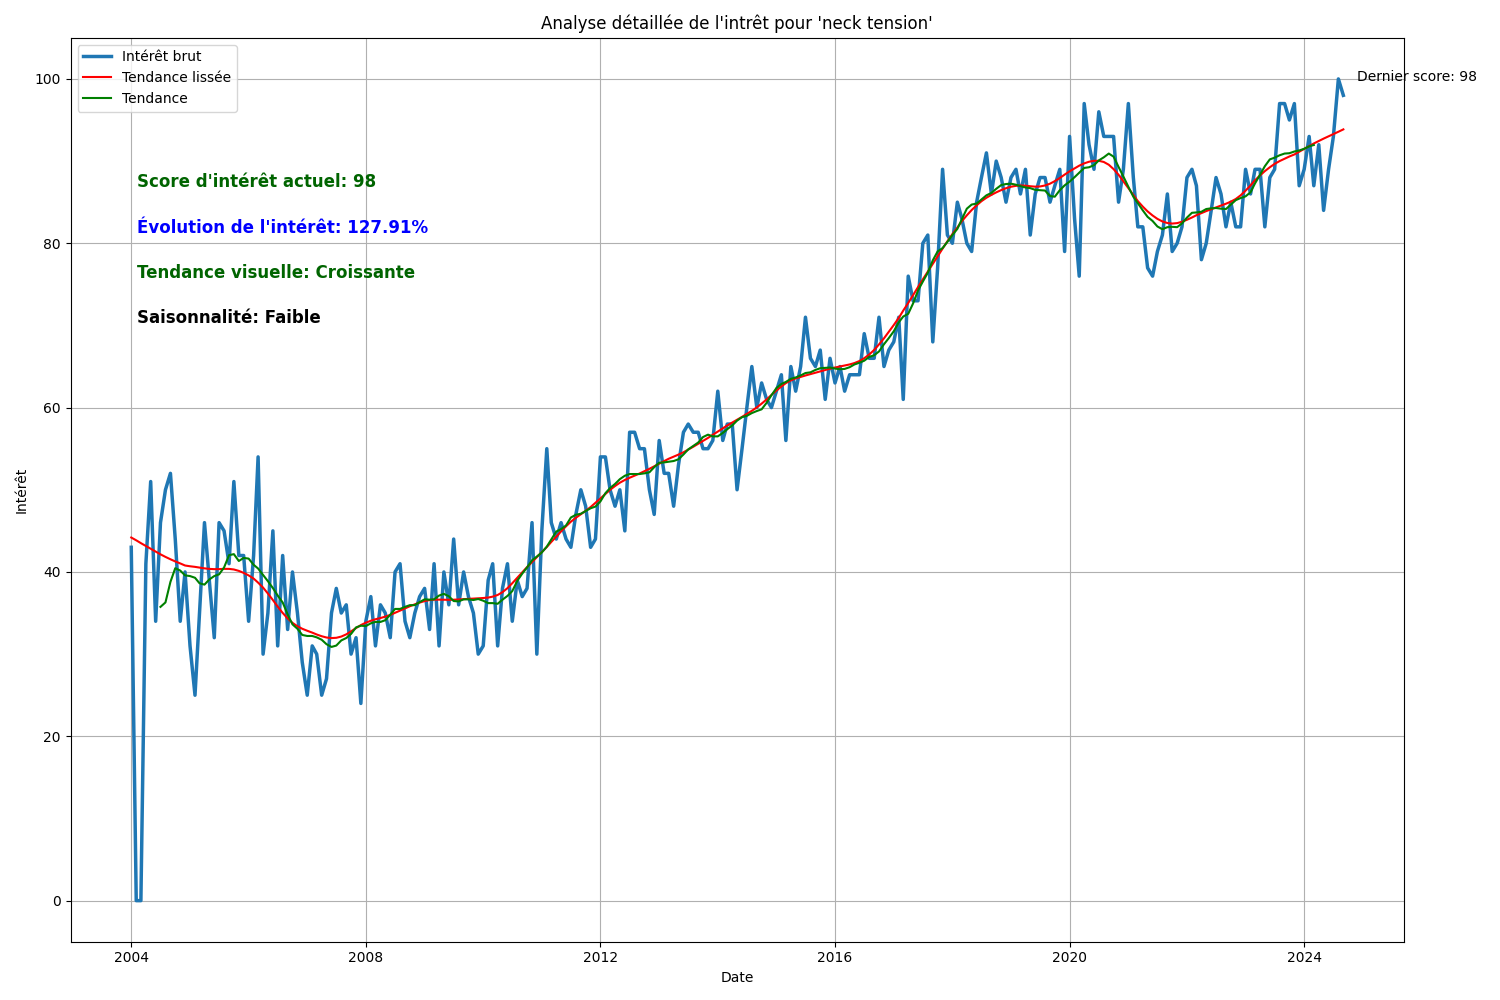 Analyse détaillée de l'intrêt pour 'neck tension'
Intérêt brut
Tendance lissée
Tendance
Dernier score: 98
Score d'intérêt actuel: 98
Évolution de l'intérêt: 127.91%
Tendance visuelle: Croissante
Saisonnalité: Faible
Intérêt
100
80
60
40
20
0
2004
2008
2012
2016
2020
2024
Date